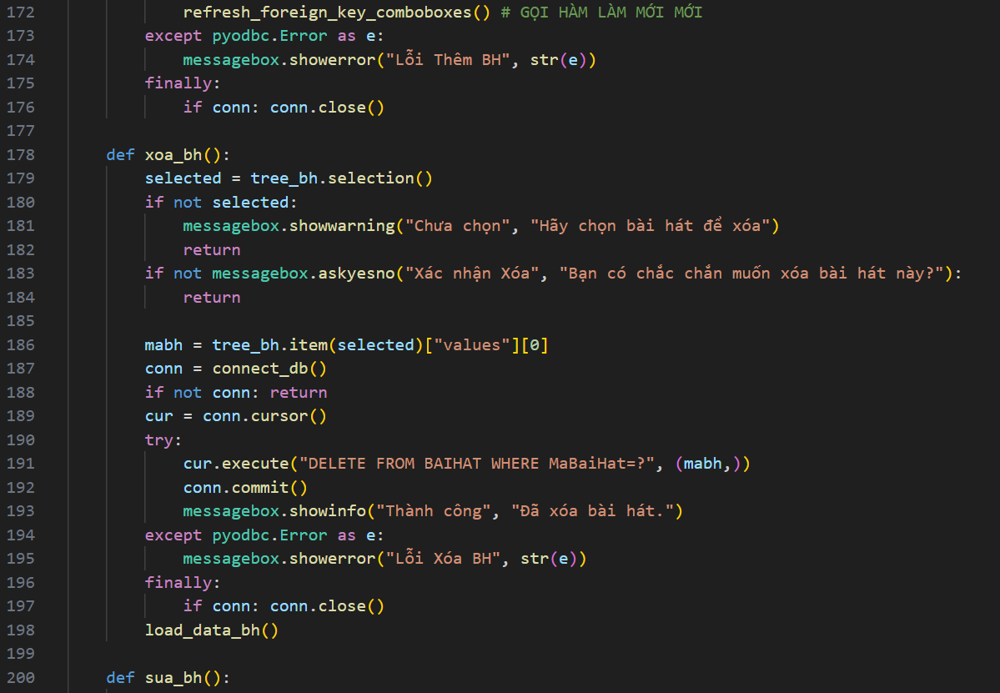 172 refresh_foreign_key_comboboxes() # GỌI HÀM LÀM MỚI MỚI
173 except pyodbc.Error as e:
174 messagebox.showerror("Lỗi Thêm BH", str(e))
175 finally:
176 if conn: conn.close()
177
178 def xoa_bh():
179 selected = tree_bh.selection()
180 if not selected:
181 messagebox.showwarning("Chưa chọn", "Hãy chọn bài hát để xóa")
182 return
183 if not messagebox.askyesno("Xác nhận Xóa", "Bạn có chắc chắn muốn xóa bài hát này?"):
184 return
185
186 mabh = tree_bh.item(selected)["values"][0]
187 conn = connect_db()
188 if not conn: return
189 cur = conn.cursor()
190 try:
191 cur.execute("DELETE FROM BAIHAT WHERE MaBaiHat=?", (mabh,))
192 conn.commit()
193 messagebox.showinfo("Thành công", "Đã xóa bài hát.")
194 except pyodbc.Error as e:
195 messagebox.showerror("Lỗi Xóa BH", str(e))
196 finally:
197 if conn: conn.close()
198 load_data_bh()
199
200 def sua_bh():